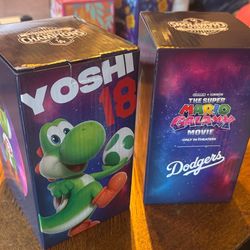 YOSHI
18
THE SUPER
MARIO
GALAXY
MOVIE
ONLY IN THEATERS
Dodgers